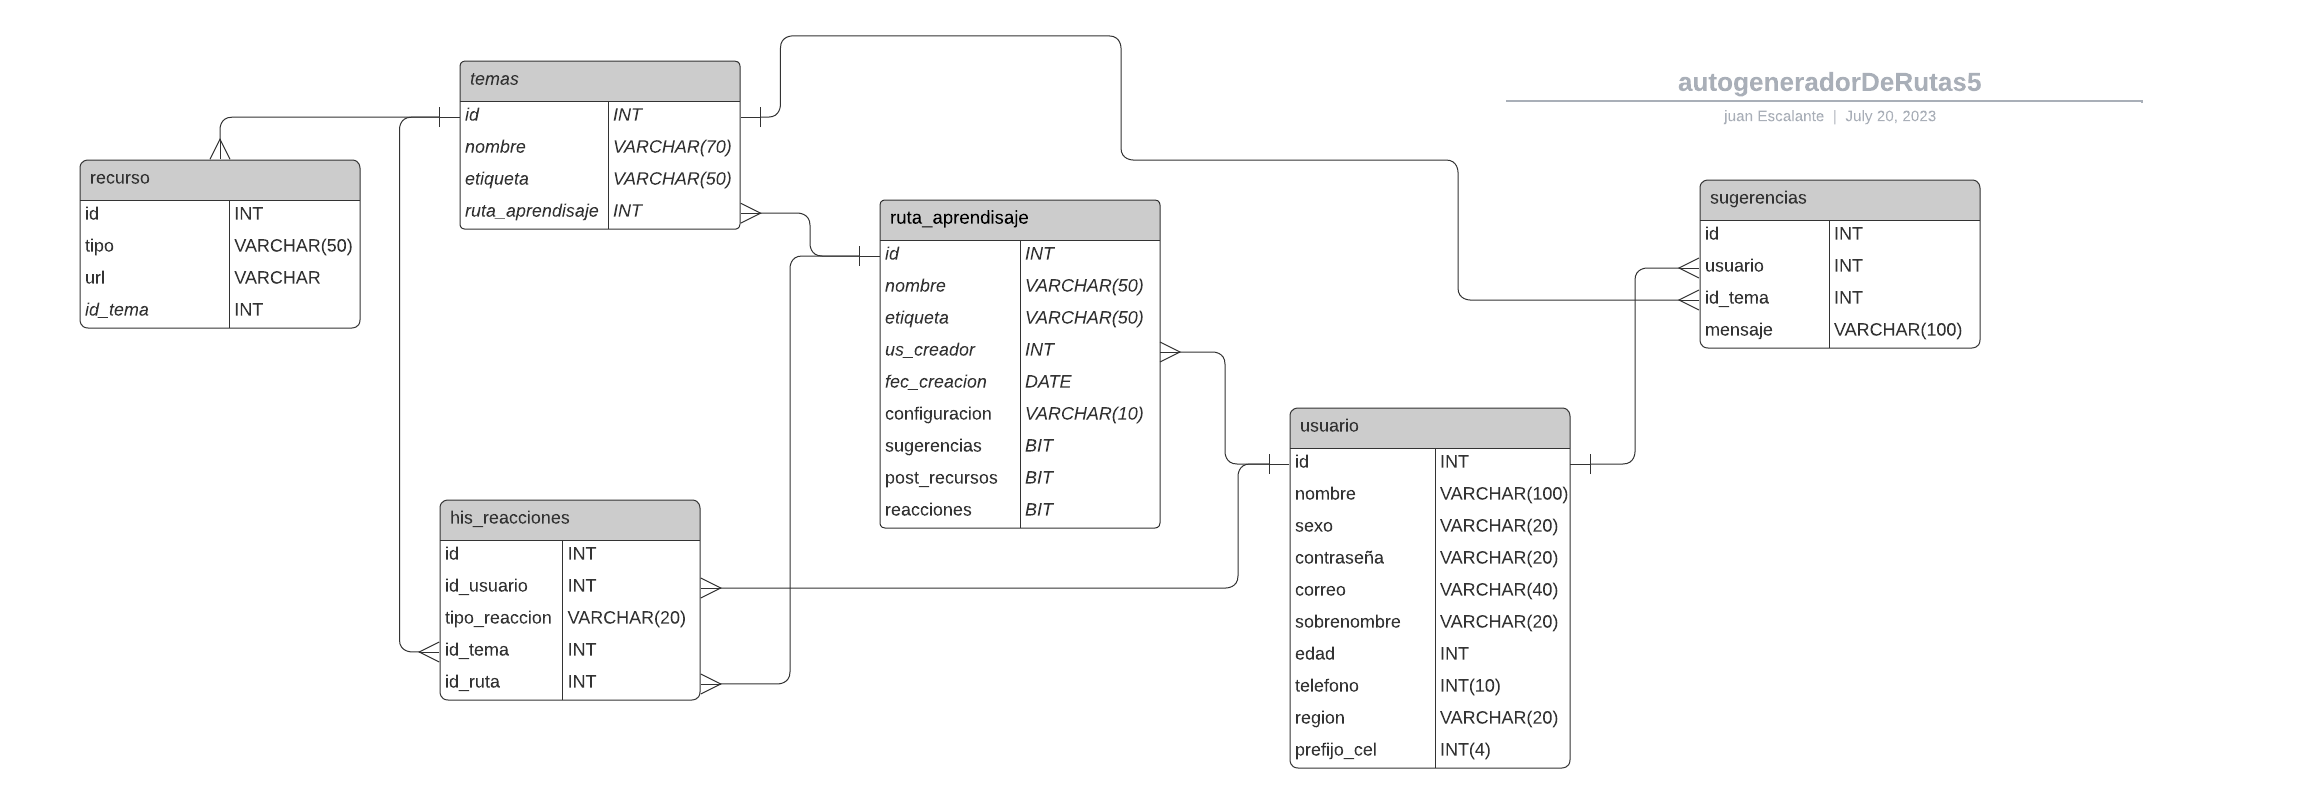 autogeneradorDeRutas5
juan Escalante | July 20, 2023
temas
id INT
nombre VARCHAR(70)
etiqueta VARCHAR(50)
ruta_aprendisaje INT
recurso
id INT
tipo VARCHAR(50)
url VARCHAR
id_tema INT
ruta_aprendisaje
id INT
nombre VARCHAR(50)
etiqueta VARCHAR(50)
us_creador INT
fec_creacion DATE
configuracion VARCHAR(10)
sugerencias BIT
post_recursos BIT
reacciones BIT
sugerencias
id INT
usuario INT
id_tema INT
mensaje VARCHAR(100)
usuario
id INT
nombre VARCHAR(100)
sexo VARCHAR(20)
contraseña VARCHAR(20)
correo VARCHAR(40)
sobrenombre VARCHAR(20)
edad INT
telefono INT(10)
region VARCHAR(20)
prefijo_cel INT(4)
his_reacciones
id INT
id_usuario INT
tipo_reaccion VARCHAR(20)
id_tema INT
id_ruta INT